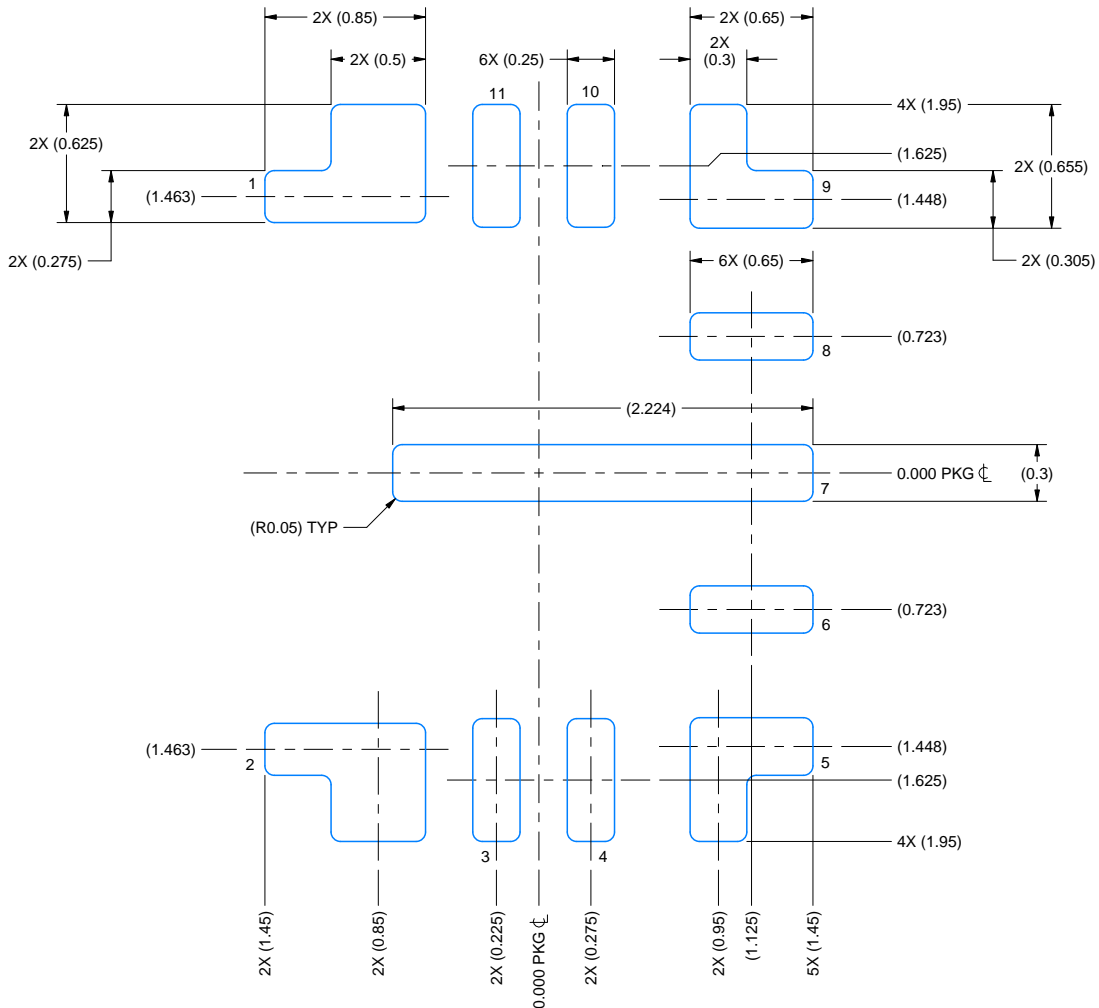 2X (0.85)
2X (0.65)
2X (0.5)
6X (0.25)
2X
(0.3)
11
10
4X (1.95)
2X (0.625)
(1.625)
2X (0.655)
1
9
(1.463)
(1.448)
2X (0.275)
6X (0.65)
2X (0.305)
(0.723)
8
(2.224)
0.000 PKG ℄
(0.3)
7
(R0.05) TYP
(0.723)
6
(1.463)
(1.448)
2
5
(1.625)
3
4
4X (1.95)
2X (1.45)
2X (0.85)
2X (0.225)
0.000 PKG ℄
2X (0.275)
2X (0.95)
(1.125)
5X (1.45)